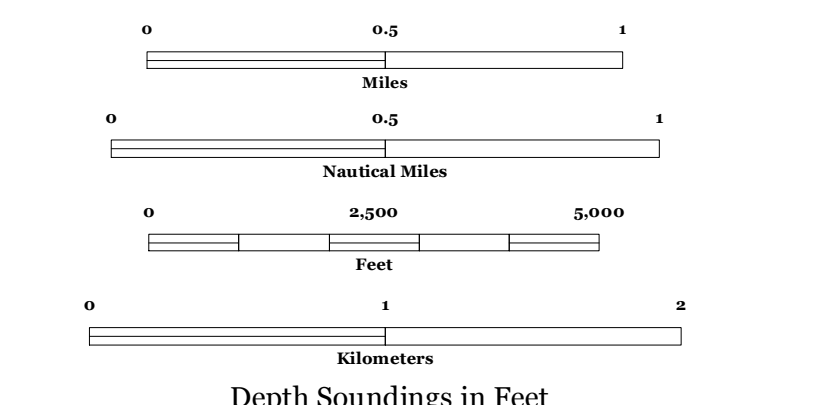 0 0.5 1
Miles
0 0.5 1
Nautical Miles
0 2,500 5,000
Feet
0 1 2
Kilometers
Depth Soundings in Feet